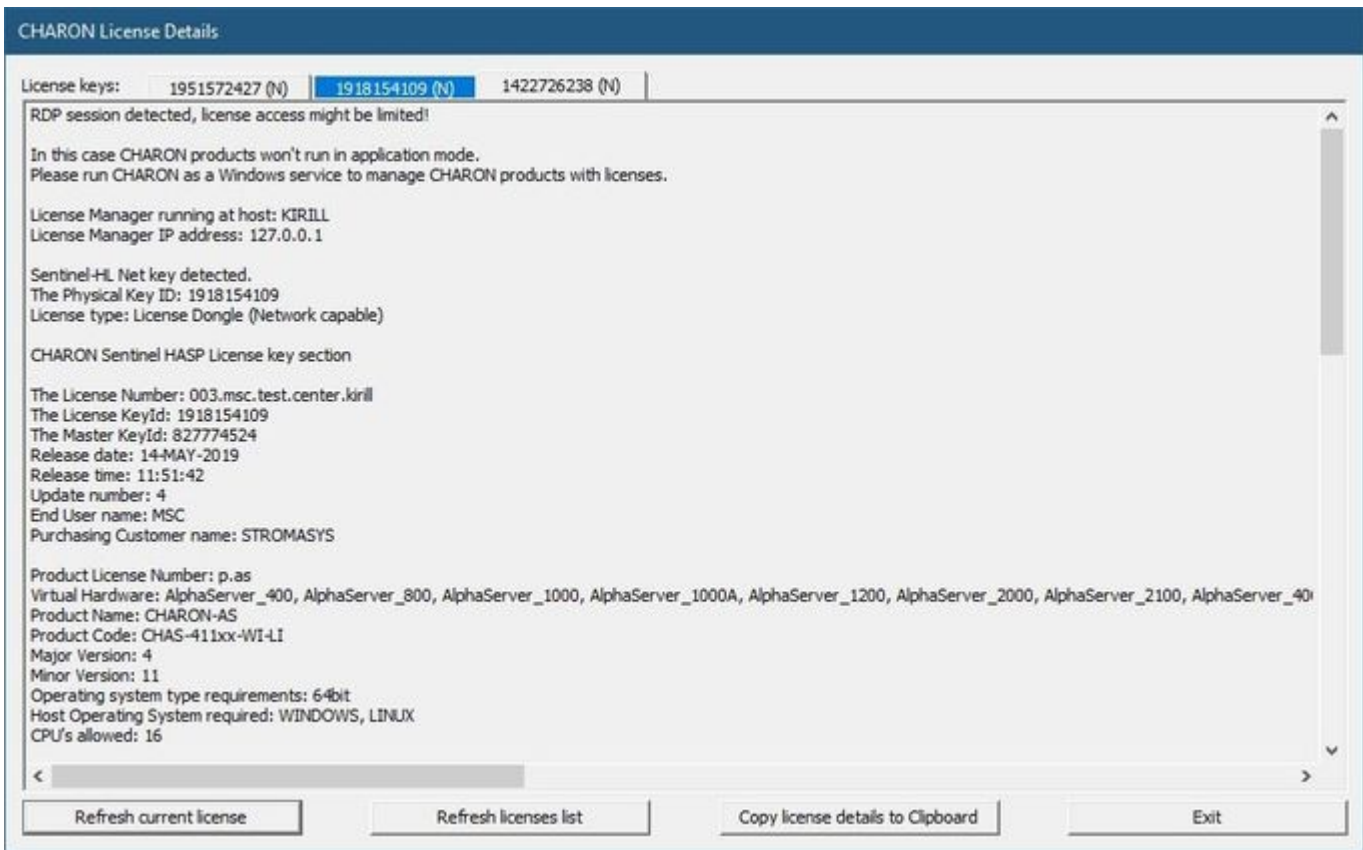 CHARON License Details
License keys: 1951572427 (N) 1918154109 (N) 1422726238 (N)
RDP session detected, license access might be limited!
In this case CHARON products won't run in application mode.
Please run CHARON as a Windows service to manage CHARON products with licenses.
License Manager running at host: KIRILL
License Manager IP address: 127.0.0.1
Sentinel-HL Net key detected.
The Physical Key ID: 1918154109
License type: License Dongle (Network capable)
CHARON Sentinel HASP License key section
The License Number: 003.msc.test.center.kirill
The License KeyId: 1918154109
The Master KeyId: 827774524
Release date: 14-MAY-2019
Release time: 11:51:42
Update number: 4
End User name: MSC
Purchasing Customer name: STROMASYS
Product License Number: p.as
Virtual Hardware: AlphaServer_400, AlphaServer_800, AlphaServer_1000, AlphaServer_1000A, AlphaServer_1200, AlphaServer_2000, AlphaServer_2100,
Product Name: CHARON-AS
Product Code: CHAS-411xx-WI-LI
Major Version: 4
Minor Version: 11
Operating system type requirements: 64bit
Host Operating System required: WINDOWS, LINUX
CPU's allowed: 16
Refresh current license Refresh licenses list Copy license details to Clipboard Exit